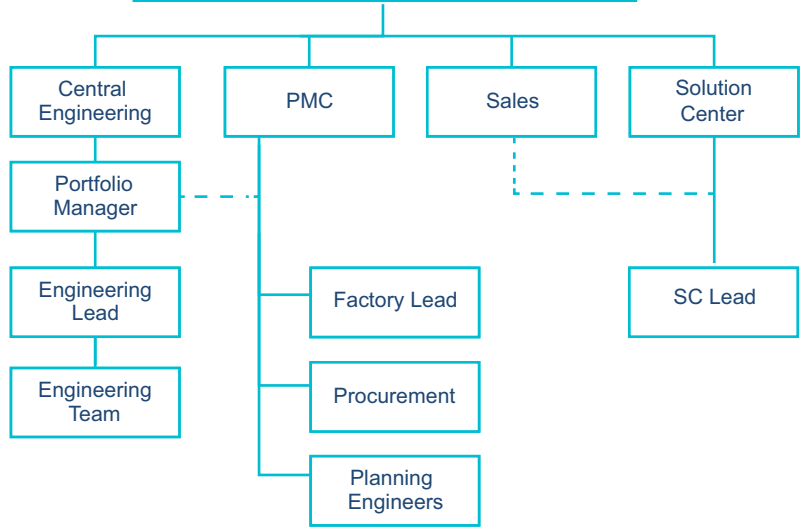 Central
Engineering
PMC
Sales
Solution
Center
Portfolio
Manager
Engineering
Lead
Factory Lead
SC Lead
Engineering
Team
Procurement
Planning
Engineers